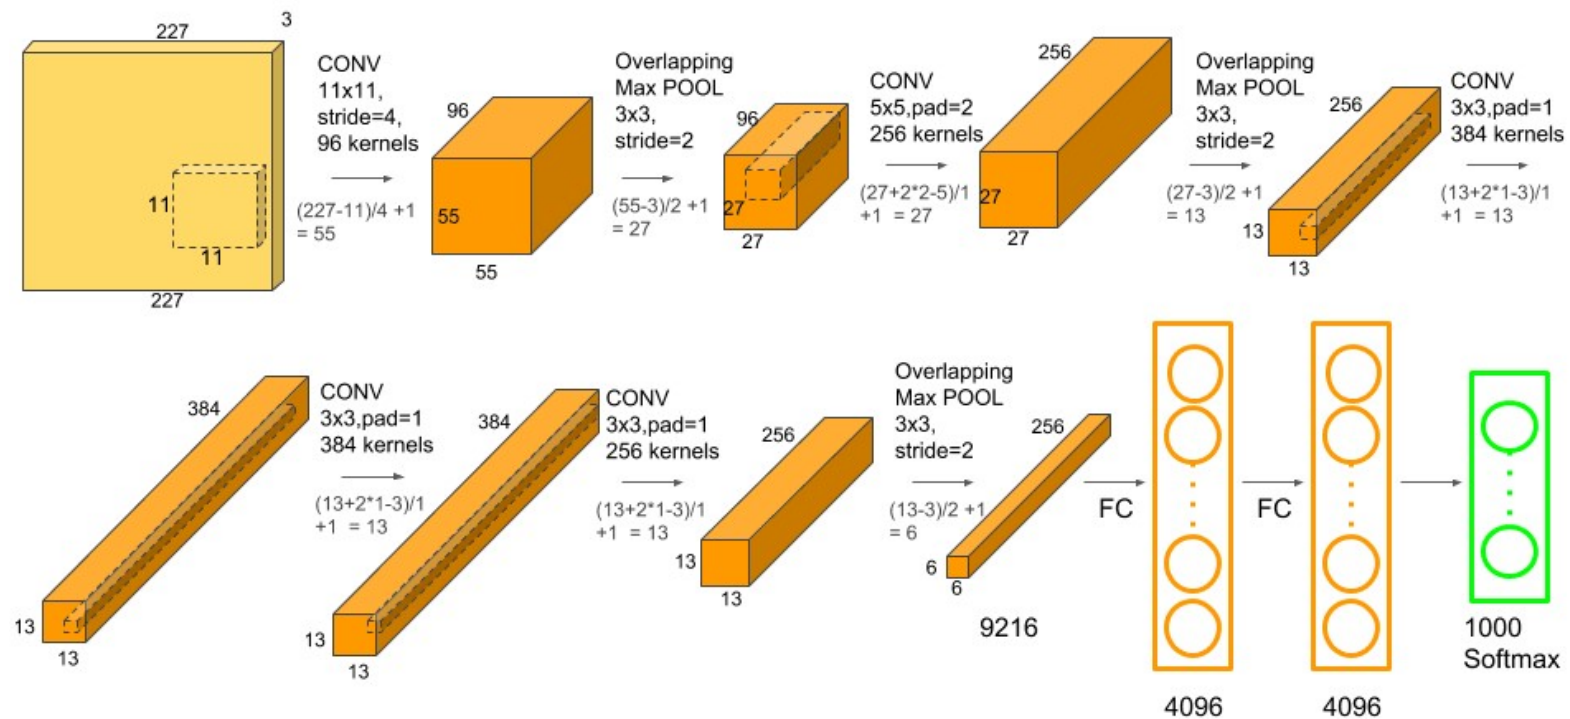 227
3
11
11
227
CONV
11x11,
stride=4,
96 kernels
(227-11)/4 +1
= 55
96
55
55
Overlapping
Max POOL
3x3,
stride=2
(55-3)/2 +1
= 27
96
27
27
CONV
5x5,pad=2
256 kernels
(27+2*2-5)/1
+1 = 27
256
27
27
Overlapping
Max POOL
3x3,
stride=2
(27-3)/2 +1
= 13
256
13
13
CONV
3x3,pad=1
384 kernels
(13+2*1-3)/1
+1 = 13
384
13
13
CONV
3x3,pad=1
384 kernels
(13+2*1-3)/1
+1 = 13
384
13
13
CONV
3x3,pad=1
256 kernels
(13+2*1-3)/1
+1 = 13
256
13
13
Overlapping
Max POOL
3x3,
stride=2
(13-3)/2 +1
= 6
256
6
6
9216
FC
4096
FC
4096
1000
Softmax